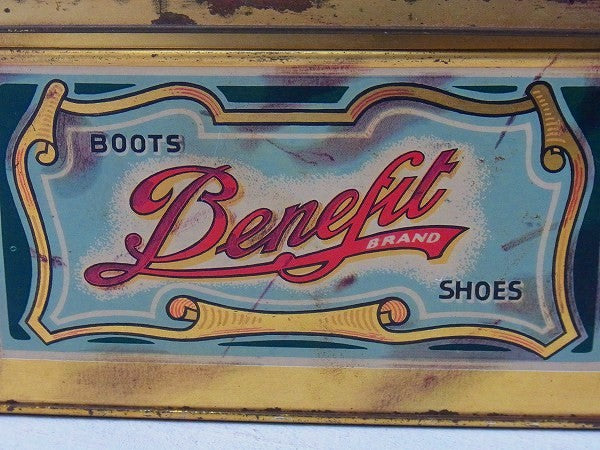 BOOTS
Benefit
BRAND
SHOES